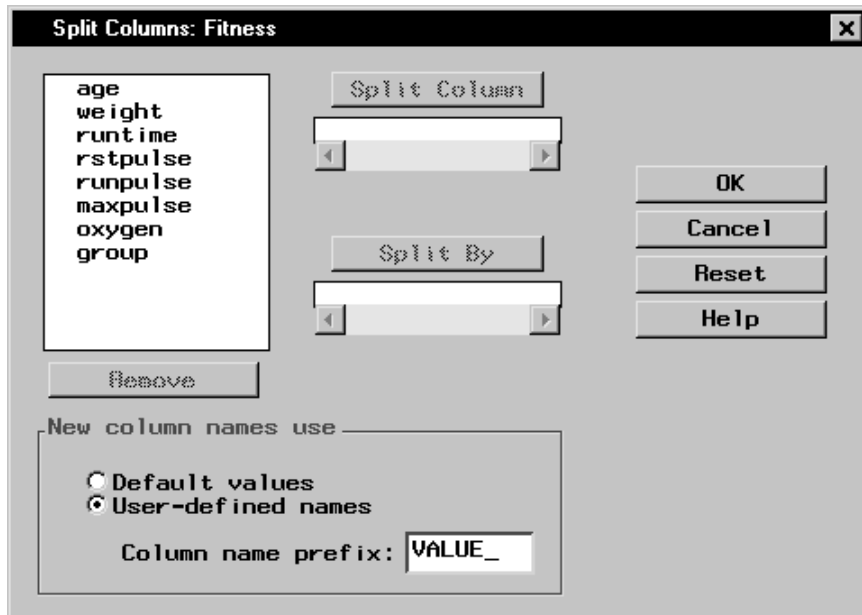 Split Columns: Fitness
age
weight
runtime
rstpulse
runpulse
maxpulse
oxygen
group
Remove
Split Column
Split By
OK
Cancel
Reset
Help
New column names use
Default values
User-defined names
Column name prefix: VALUE_